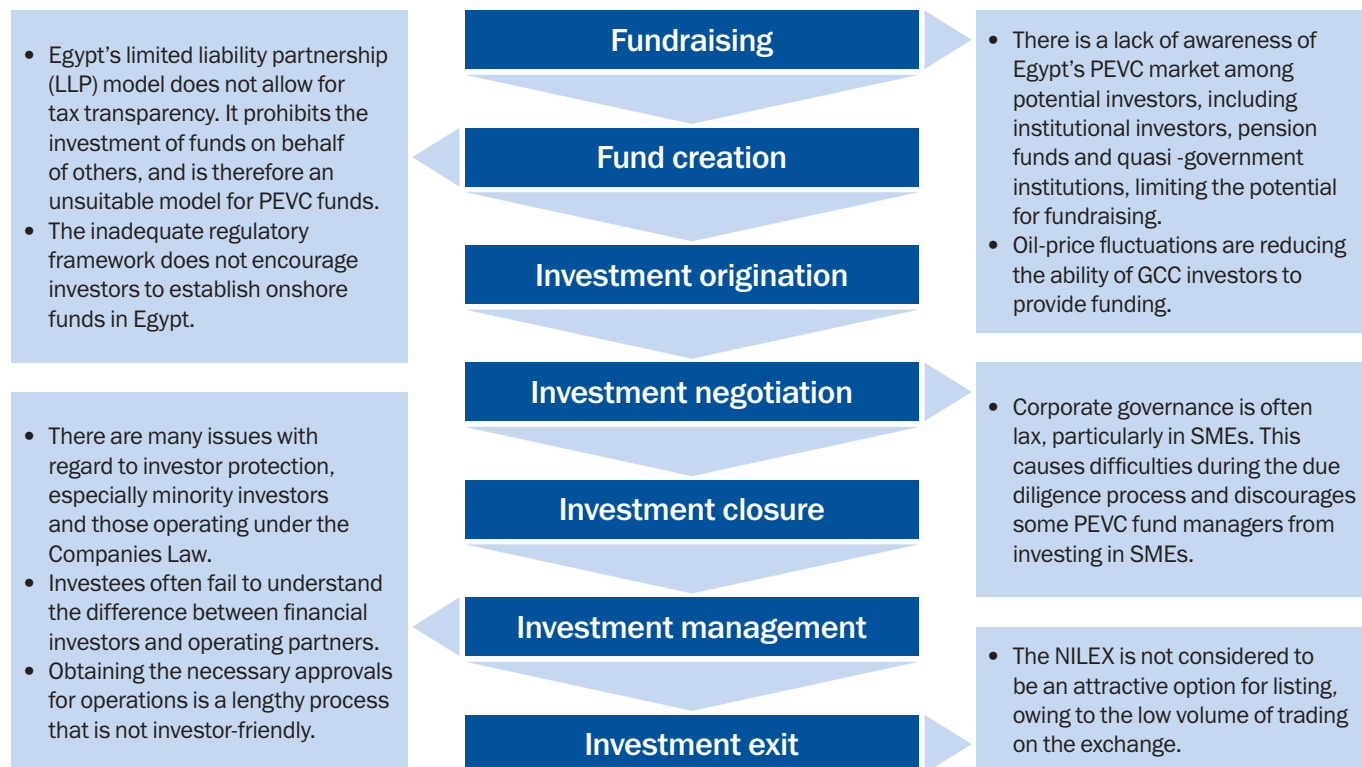 Fundraising
• There is a lack of awareness of
Egypt's PEVC market among
potential investors, including
institutional investors, pension
funds and quasi -government
institutions, limiting the potential
for fundraising.
• Oil-price fluctuations are reducing
the ability of GCC investors to
provide funding.
Fund creation
• Egypt's limited liability partnership
(LLP) model does not allow for
tax transparency. It prohibits the
investment of funds on behalf
of others, and is therefore an
unsuitable model for PEVC funds.
• The inadequate regulatory
framework does not encourage
investors to establish onshore
funds in Egypt.
Investment origination
Investment negotiation
• Corporate governance is often
lax, particularly in SMEs. This
causes difficulties during the due
diligence process and discourages
some PEVC fund managers from
investing in SMEs.
Investment closure
Investment management
• There are many issues with
regard to investor protection,
especially minority investors
and those operating under the
Companies Law.
• Investees often fail to understand
the difference between financial
investors and operating partners.
• Obtaining the necessary approvals
for operations is a lengthy process
that is not investor-friendly.
Investment exit
• The NILEX is not considered to
be an attractive option for listing,
owing to the low volume of trading
on the exchange.